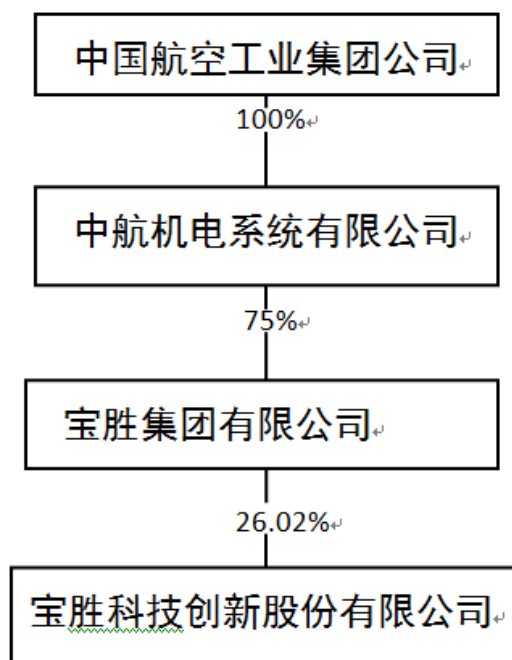 中国航空工业集团公司
100%
中航机电系统有限公司
75%
宝胜集团有限公司
26.02%
宝胜科技创新股份有限公司